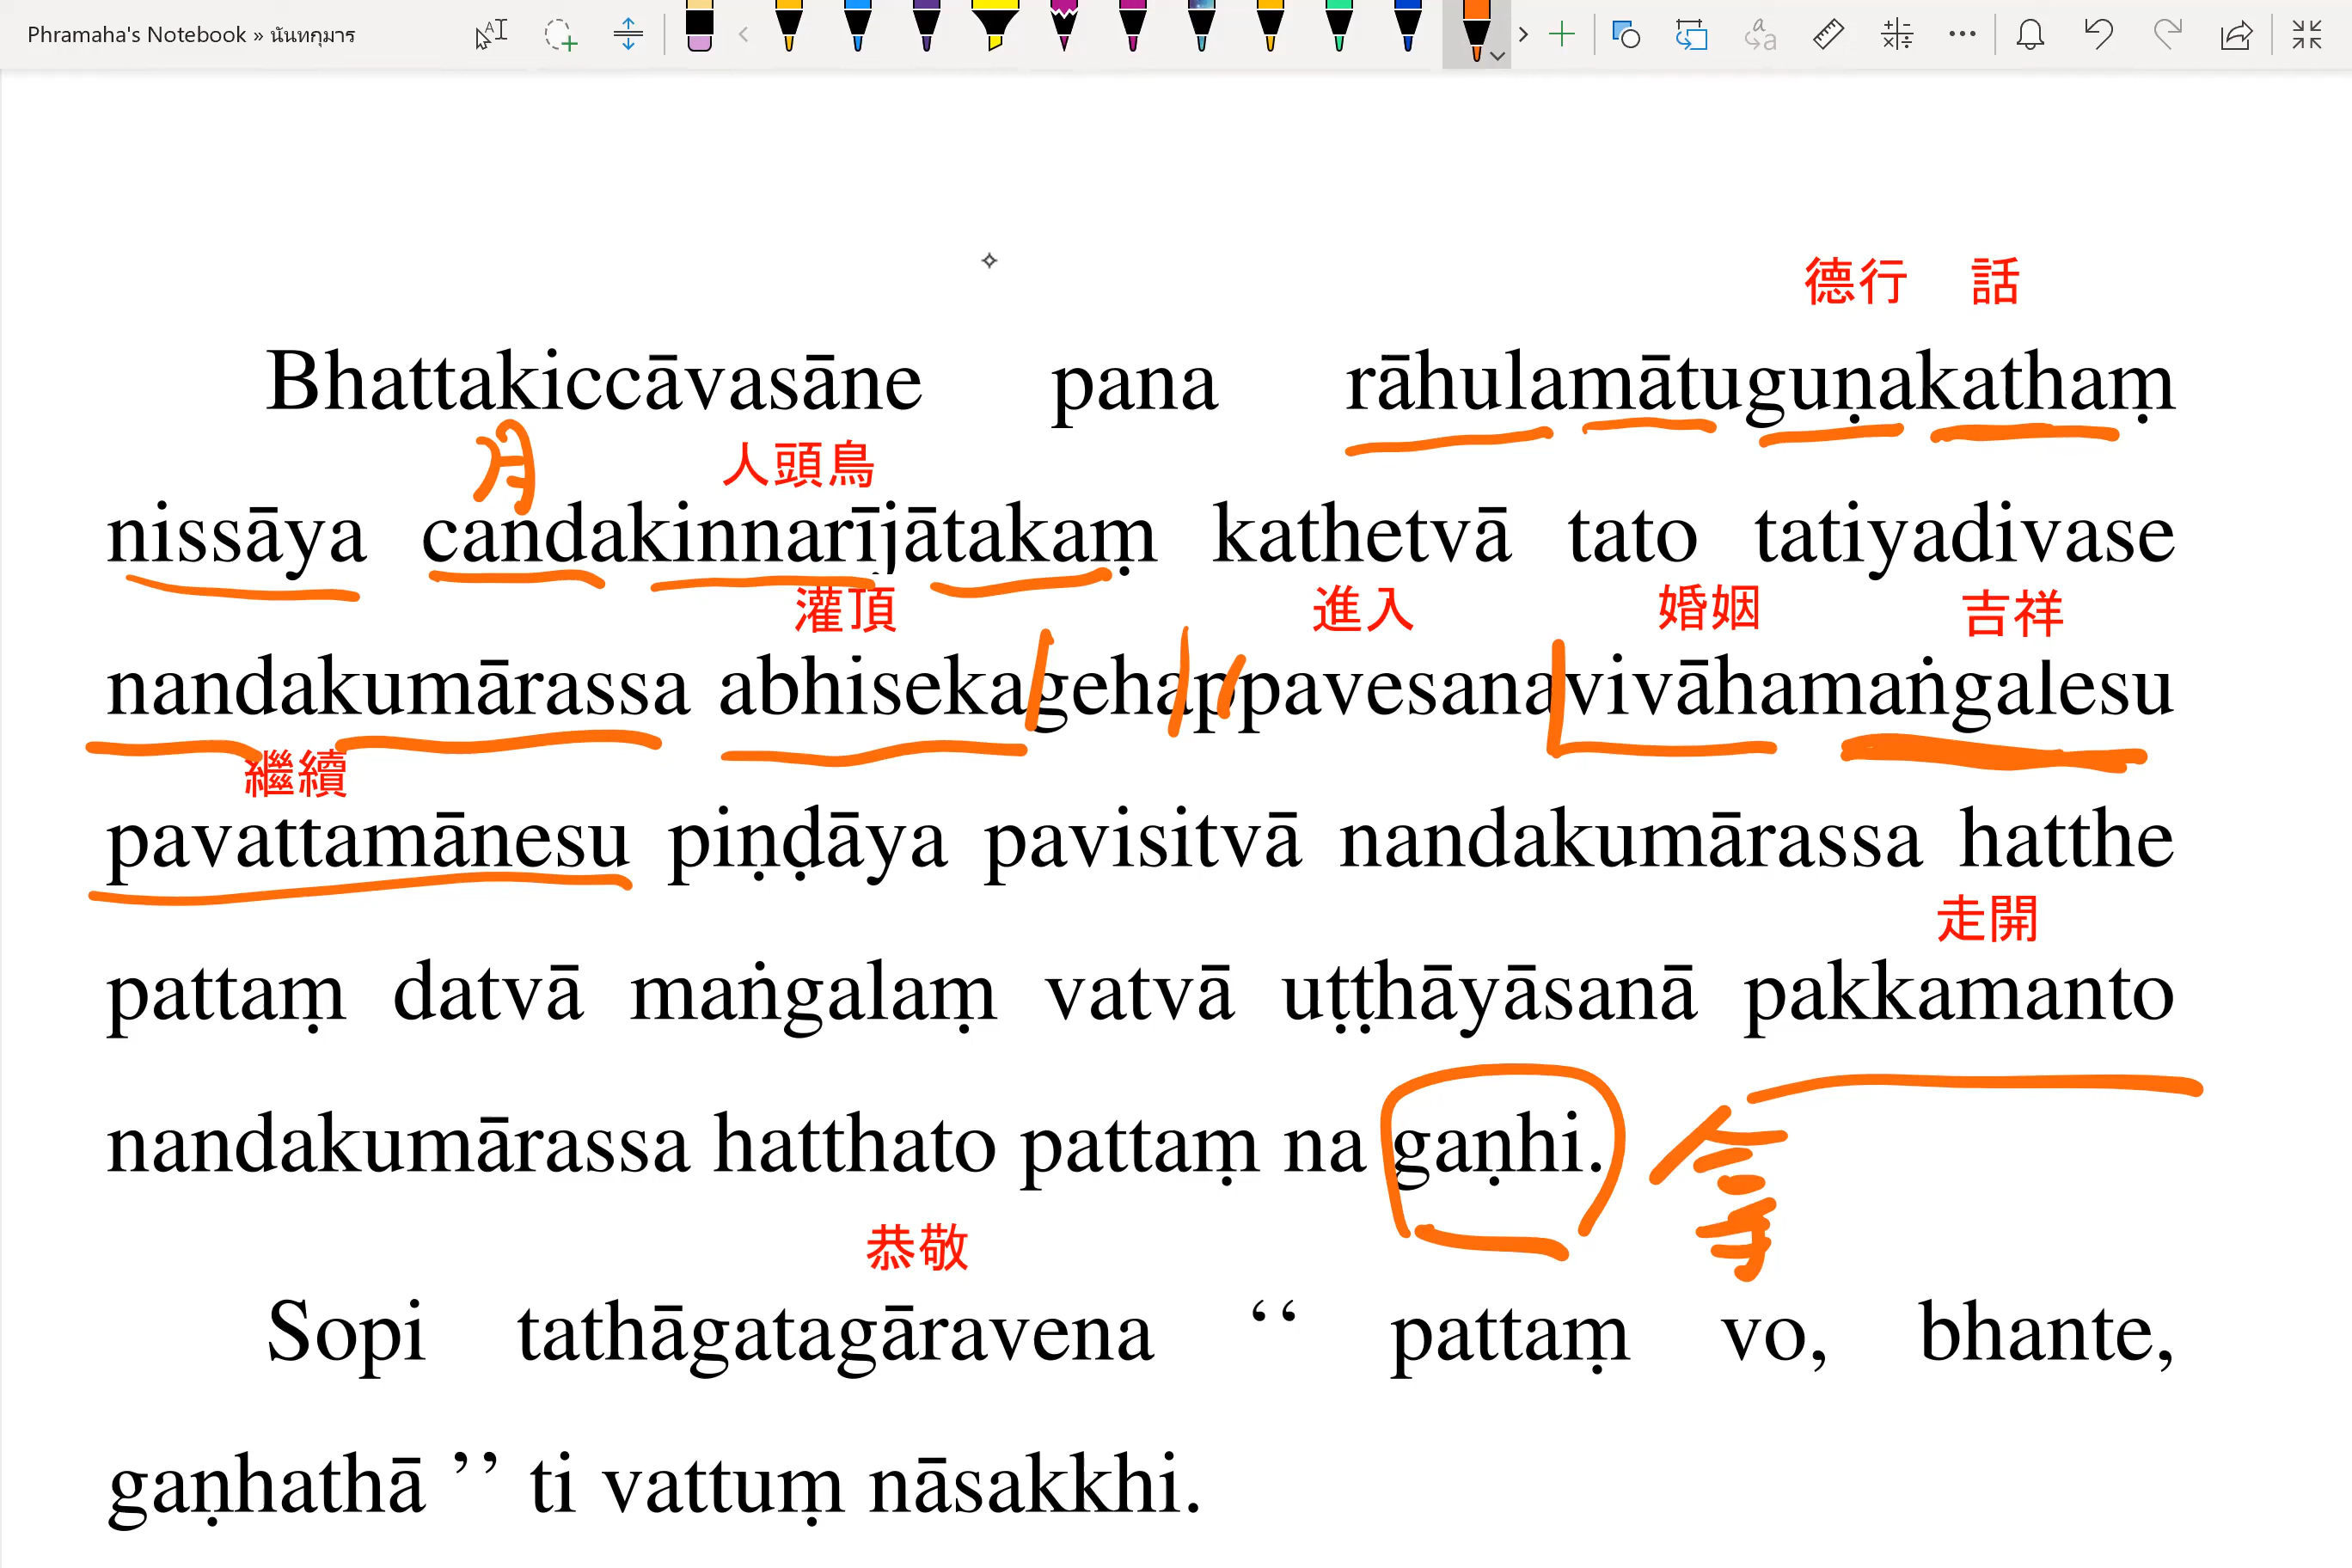 Phramaha's Notebook » นันทกุมาร
德行 話
Bhattakiccāvasāne pana rāhulamātuguṇakathaṃ
月 人頭鳥
nissāya candakinnarījātakaṃ kathetvā tato tatiyadivase
灌頂 進入 婚姻 吉祥
nandakumārassa abhisekagehappavesanavivāhamaṅgalesu
繼續
pavattamānesu piṇḍāya pavisitvā nandakumārassa hatthe
走開
pattaṃ datvā maṅgalaṃ vatvā uṭṭhāyāsanā pakkamanto
nandakumārassa hatthato pattaṃ na gaṇhi. 拿
恭敬
Sopi tathāgatagāravena ‘‘ pattaṃ vo, bhante,
gaṇhathā ’’ ti vattuṃ nāsakkhi.